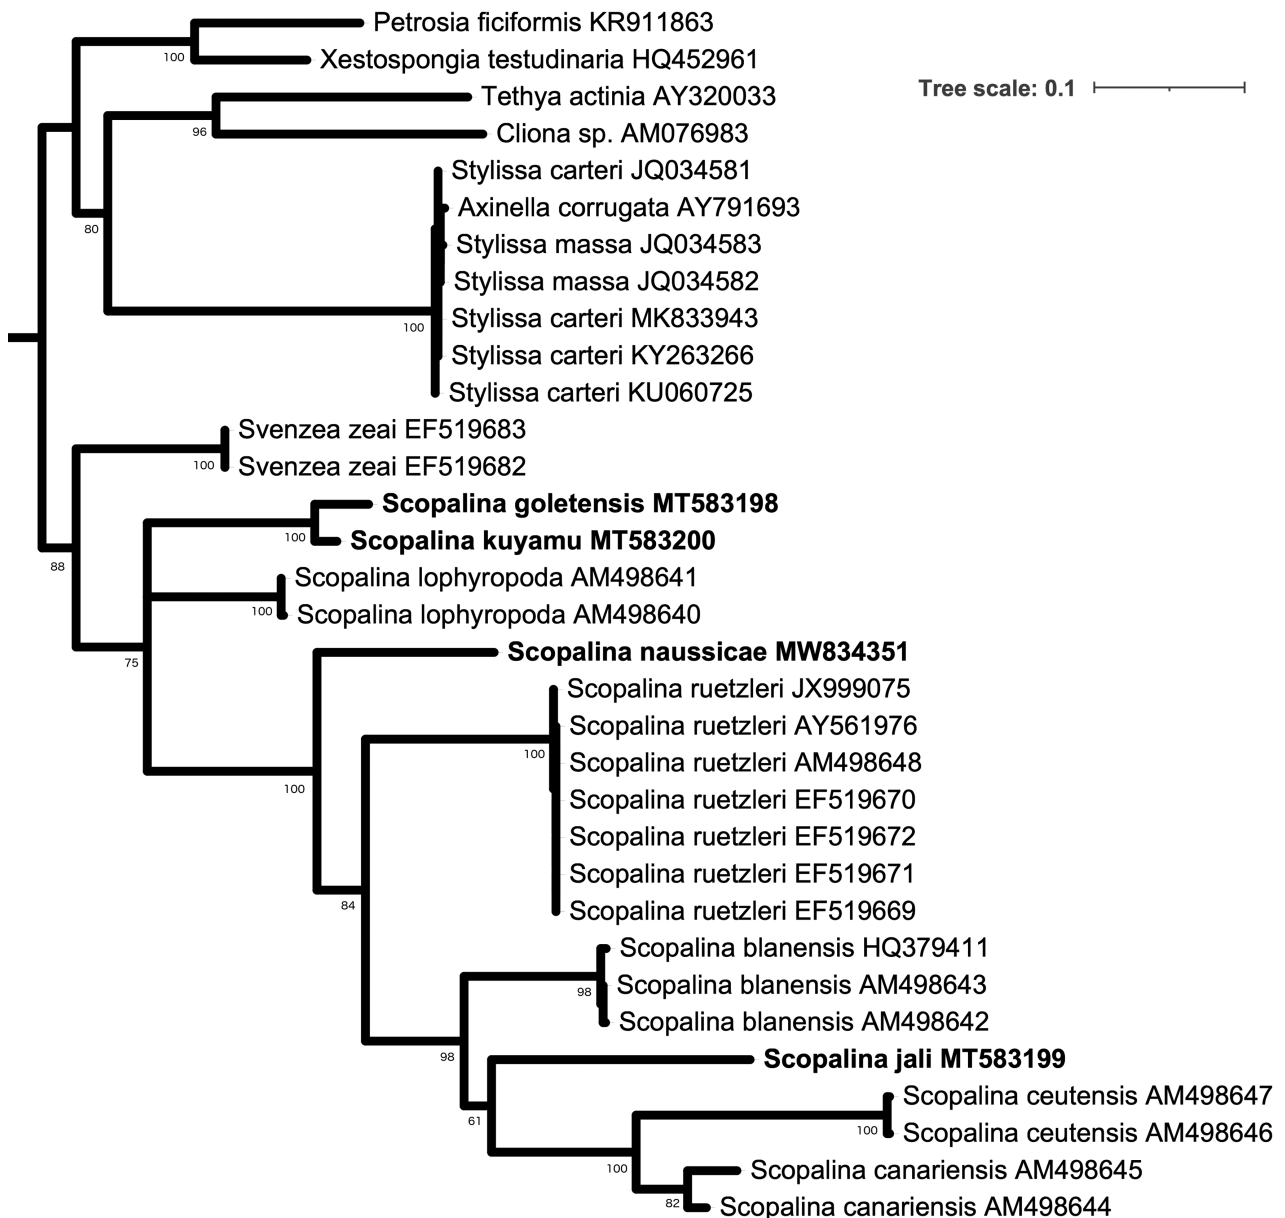 Petrosia ficiformis KR911863
100
Xestospongia testudinaria HQ452961
Tree scale: 0.1
Tethya actinia AY320033
96
Cliona sp. AM076983
Stylissa carteri JQ034581
Axinella corrugata AY791693
80
Stylissa massa JQ034583
Stylissa massa JQ034582
Stylissa carteri MK833943
100
Stylissa carteri KY263266
Stylissa carteri KU060725
Svenzea zeai EF519683
100
Svenzea zeai EF519682
Scopalina goletensis MT583198
100
Scopalina kuyamu MT583200
88
Scopalina lophyropoda AM498641
100
Scopalina lophyropoda AM498640
75
Scopalina naussicae MW834351
Scopalina ruetzleri JX999075
Scopalina ruetzleri AY561976
100
Scopalina ruetzleri AM498648
100
Scopalina ruetzleri EF519670
Scopalina ruetzleri EF519672
Scopalina ruetzleri EF519671
84
Scopalina ruetzleri EF519669
Scopalina blanensis HQ379411
98
Scopalina blanensis AM498643
Scopalina blanensis AM498642
98
Scopalina jali MT583199
Scopalina ceutensis AM498647
61
100
Scopalina ceutensis AM498646
100
Scopalina canariensis AM498645
82
Scopalina canariensis AM498644